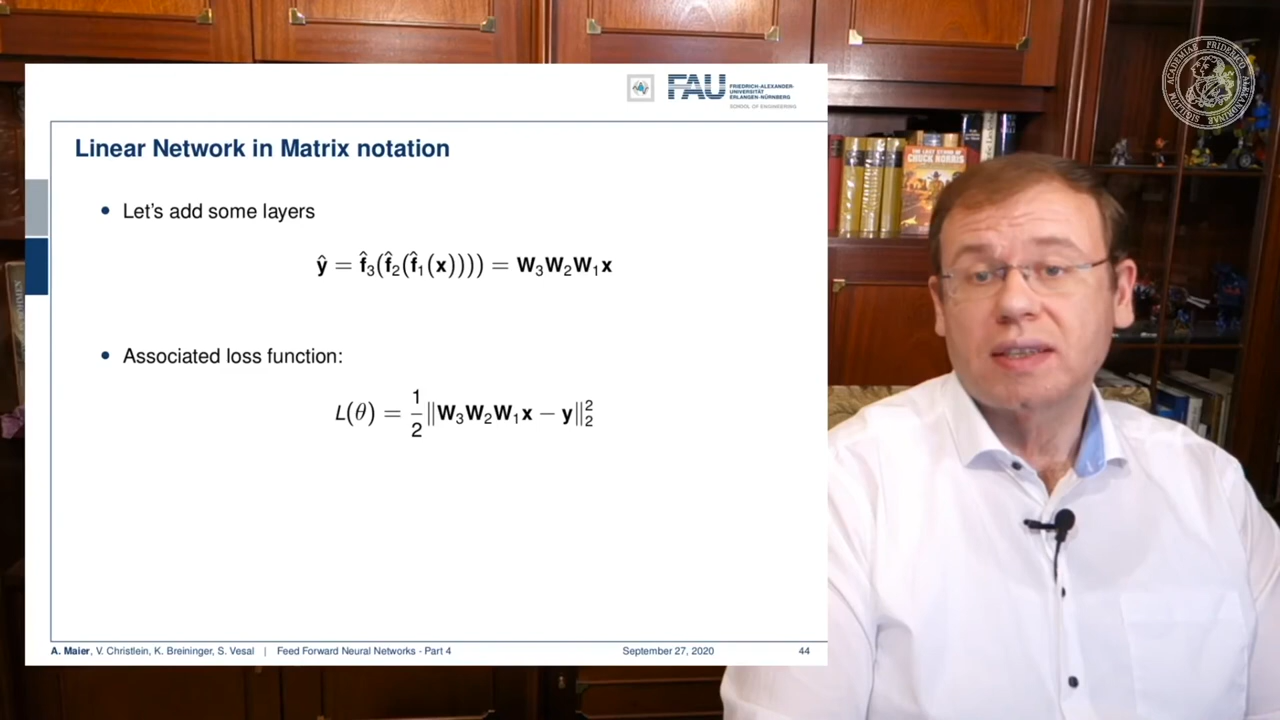 FAU FRIEDRICH-ALEXANDER-
UNIVERSITÄT
ERLANGEN-NÜRNBERG
SCHOOL OF ENGINEERING
Linear Network in Matrix notation
• Let's add some layers
ŷ = f̂₃(f̂₂(f̂₁(x)))) = W₃W₂W₁x
• Associated loss function:
L(θ) = 1/2 ‖W₃W₂W₁x − y‖₂²
A. Maier, V. Christlein, K. Breininger, S. Vesal | Feed Forward Neural Networks - Part 4 September 27, 2020 44
CHUCK NORRIS